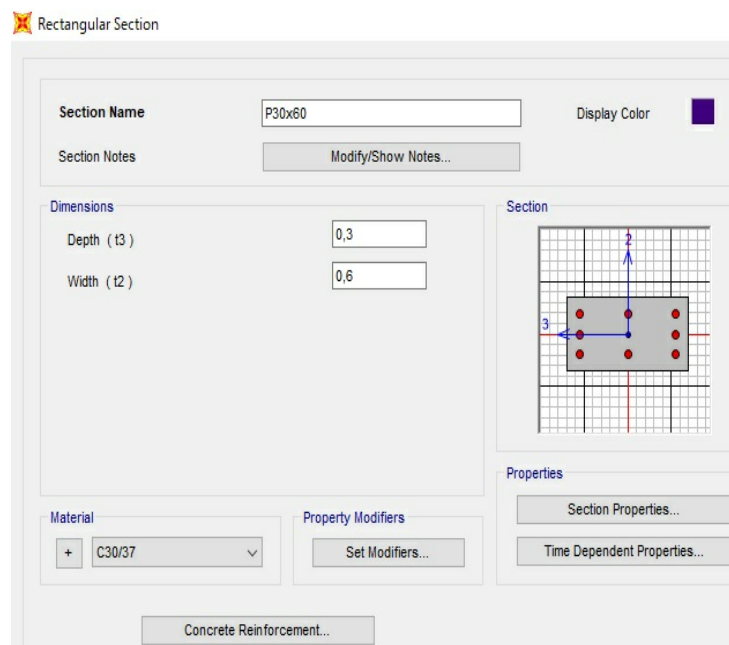 Rectangular Section
Section Name P30x60 Display Color
Section Notes Modify/Show Notes...
Dimensions
Depth ( t3 ) 0,3
Width ( t2 ) 0,6
Section
2
3
Properties
Section Properties...
Time Dependent Properties...
Material
+ C30/37
Property Modifiers
Set Modifiers...
Concrete Reinforcement...